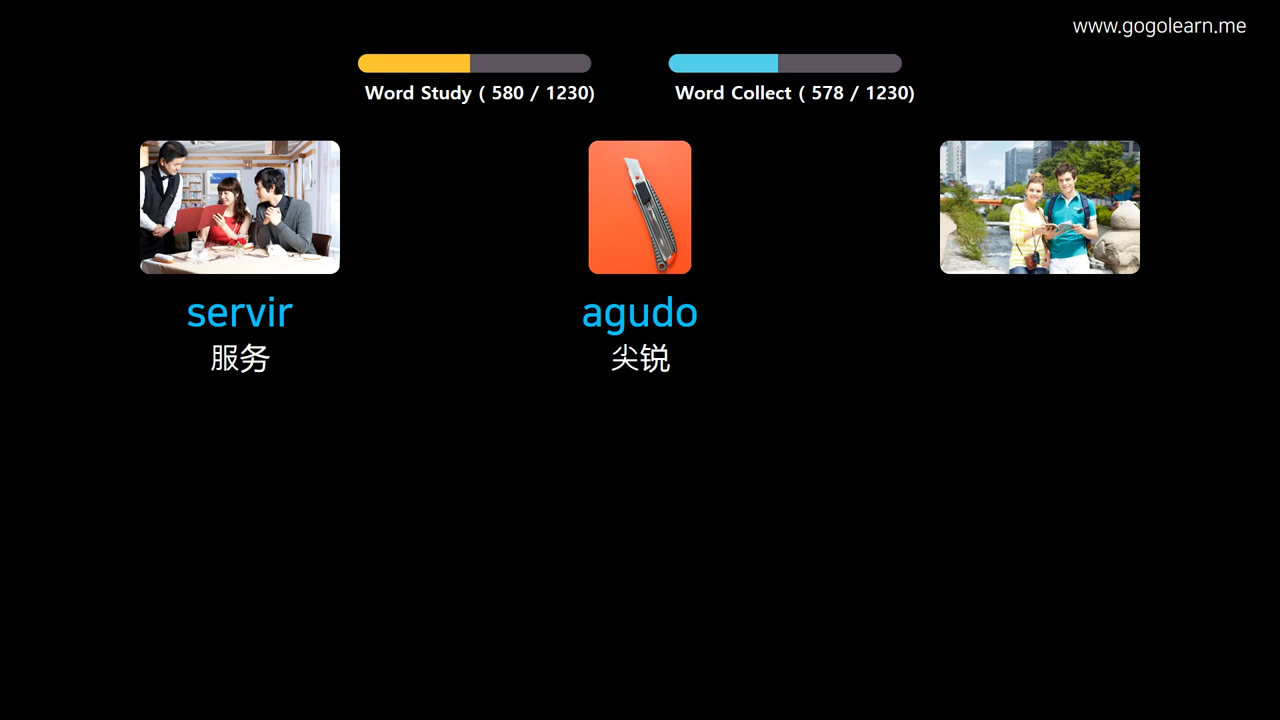 www.gogolearn.me
Word Study ( 580 / 1230)
Word Collect ( 578 / 1230)
servir
服务
agudo
尖锐